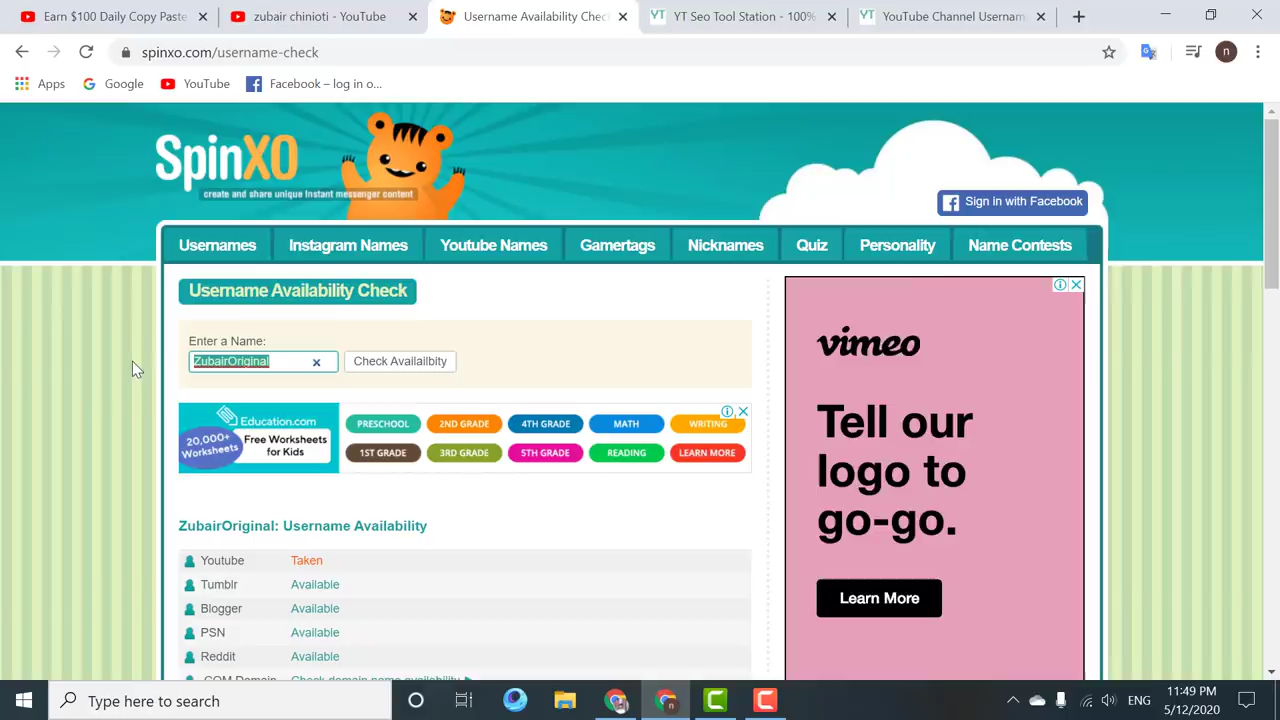 Earn $100 Daily Copy Paste
zubair chinioti - YouTube
Username Availability Chec
YT Seo Tool Station - 100%
YouTube Channel Usernam
spinxo.com/username-check
n
Apps
Google
YouTube
Facebook – log in o...
SpinXO
create and share unique instant messenger content
Sign in with Facebook
Usernames
Instagram Names
Youtube Names
Gamertags
Nicknames
Quiz
Personality
Name Contests
Username Availability Check
Enter a Name:
ZubairOriginal
Check Availailbity
Education.com
20,000+
Worksheets
Free Worksheets
for Kids
PRESCHOOL
2ND GRADE
4TH GRADE
MATH
WRITING
1ST GRADE
3RD GRADE
5TH GRADE
READING
LEARN MORE
vimeo
Tell our
logo to
go-go.
Learn More
ZubairOriginal: Username Availability
Youtube Taken
Tumblr Available
Blogger Available
PSN Available
Reddit Available
.COM Domain Check domain name availability
Type here to search
ENG
11:49 PM
5/12/2020